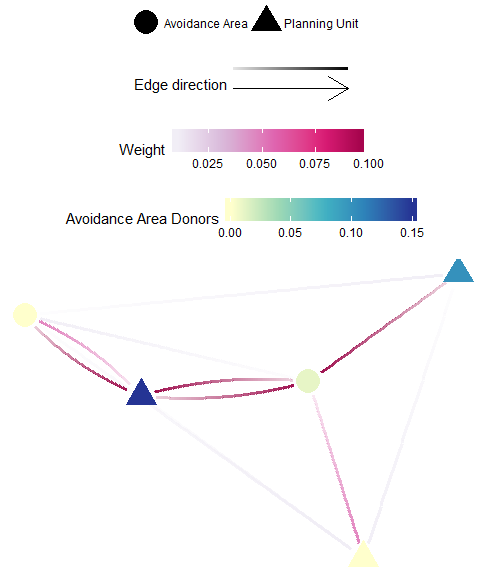 Avoidance Area Planning Unit
Edge direction
Weight
0.025 0.050 0.075 0.100
Avoidance Area Donors
0.00 0.05 0.10 0.15